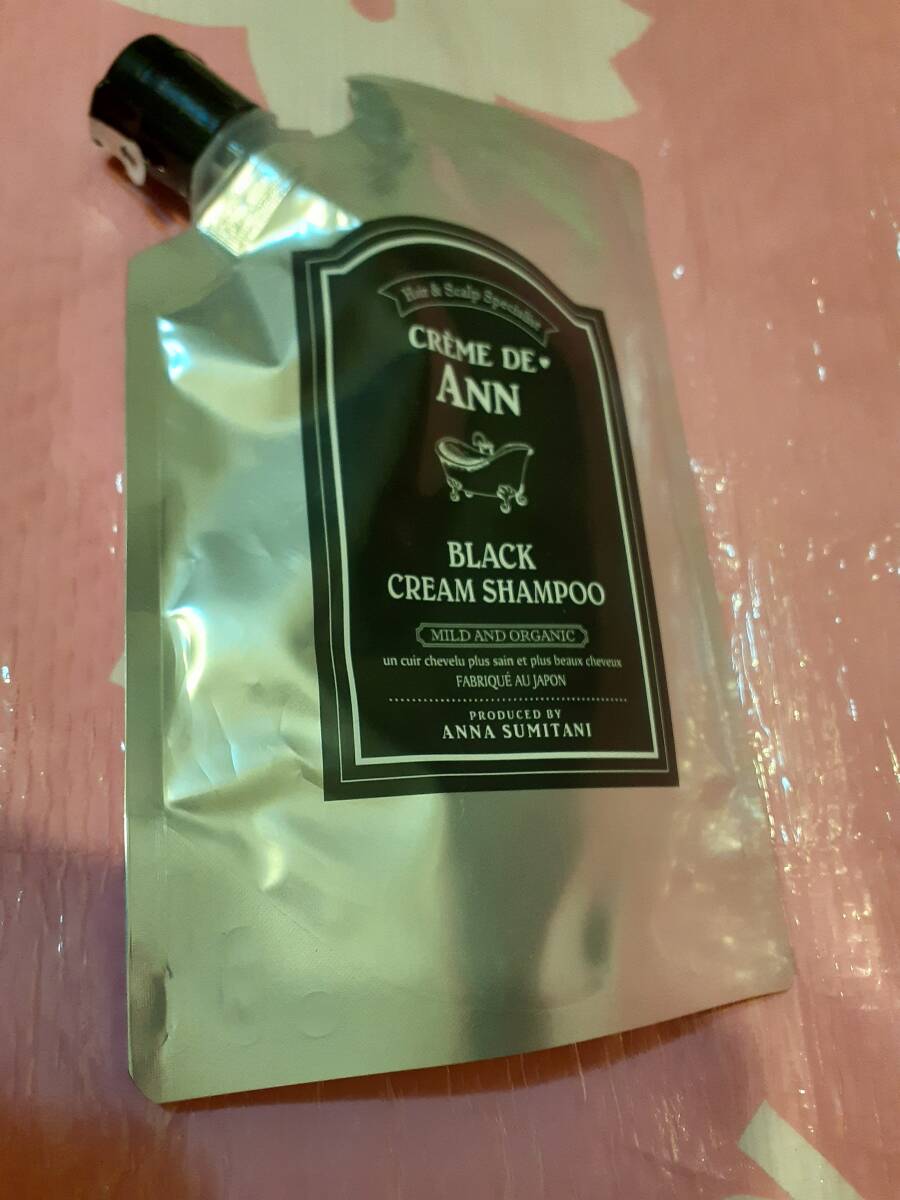 Hair & Scalp Specialist
CRÈME DE♥
ANN
BLACK
CREAM SHAMPOO
MILD AND ORGANIC
un cuir chevelu plus sain et plus beaux cheveux
FABRIQUÉ AU JAPON
PRODUCED BY
ANNA SUMITANI